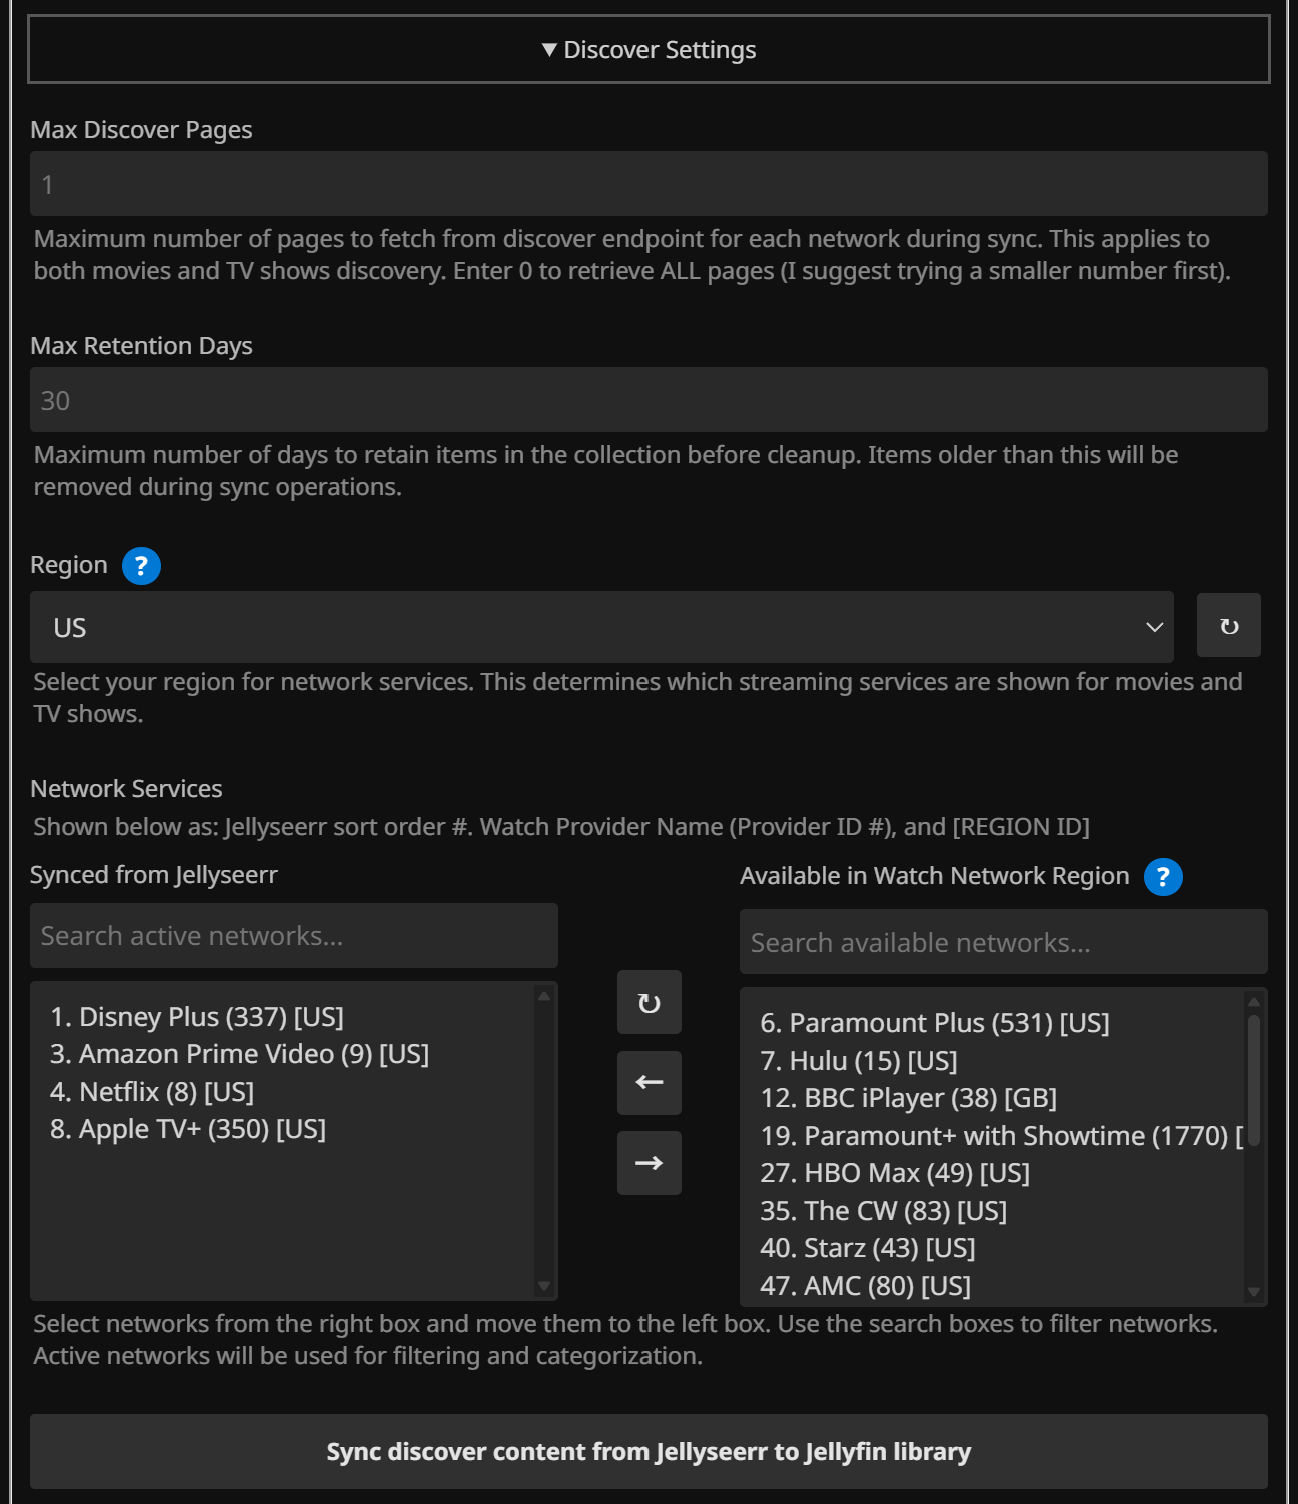 ▼ Discover Settings
Max Discover Pages
1
Maximum number of pages to fetch from discover endpoint for each network during sync. This applies to
both movies and TV shows discovery. Enter 0 to retrieve ALL pages (I suggest trying a smaller number first).
Max Retention Days
30
Maximum number of days to retain items in the collection before cleanup. Items older than this will be
removed during sync operations.
Region ?
US
↻
Select your region for network services. This determines which streaming services are shown for movies and
TV shows.
Network Services
Shown below as: Jellyseerr sort order #. Watch Provider Name (Provider ID #), and [REGION ID]
Synced from Jellyseerr
Search active networks...
1. Disney Plus (337) [US]
3. Amazon Prime Video (9) [US]
4. Netflix (8) [US]
8. Apple TV+ (350) [US]
↻
←
→
Available in Watch Network Region ?
Search available networks...
6. Paramount Plus (531) [US]
7. Hulu (15) [US]
12. BBC iPlayer (38) [GB]
19. Paramount+ with Showtime (1770) [
27. HBO Max (49) [US]
35. The CW (83) [US]
40. Starz (43) [US]
47. AMC (80) [US]
Select networks from the right box and move them to the left box. Use the search boxes to filter networks.
Active networks will be used for filtering and categorization.
Sync discover content from Jellyseerr to Jellyfin library